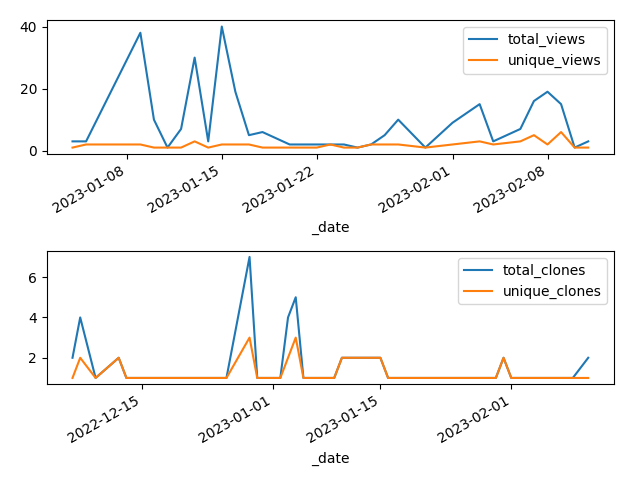 40
20
0
total_views
unique_views
2023-01-08
2023-01-15
2023-01-22
2023-02-01
2023-02-08
_date
6
4
2
total_clones
unique_clones
2022-12-15
2023-01-01
2023-01-15
2023-02-01
_date